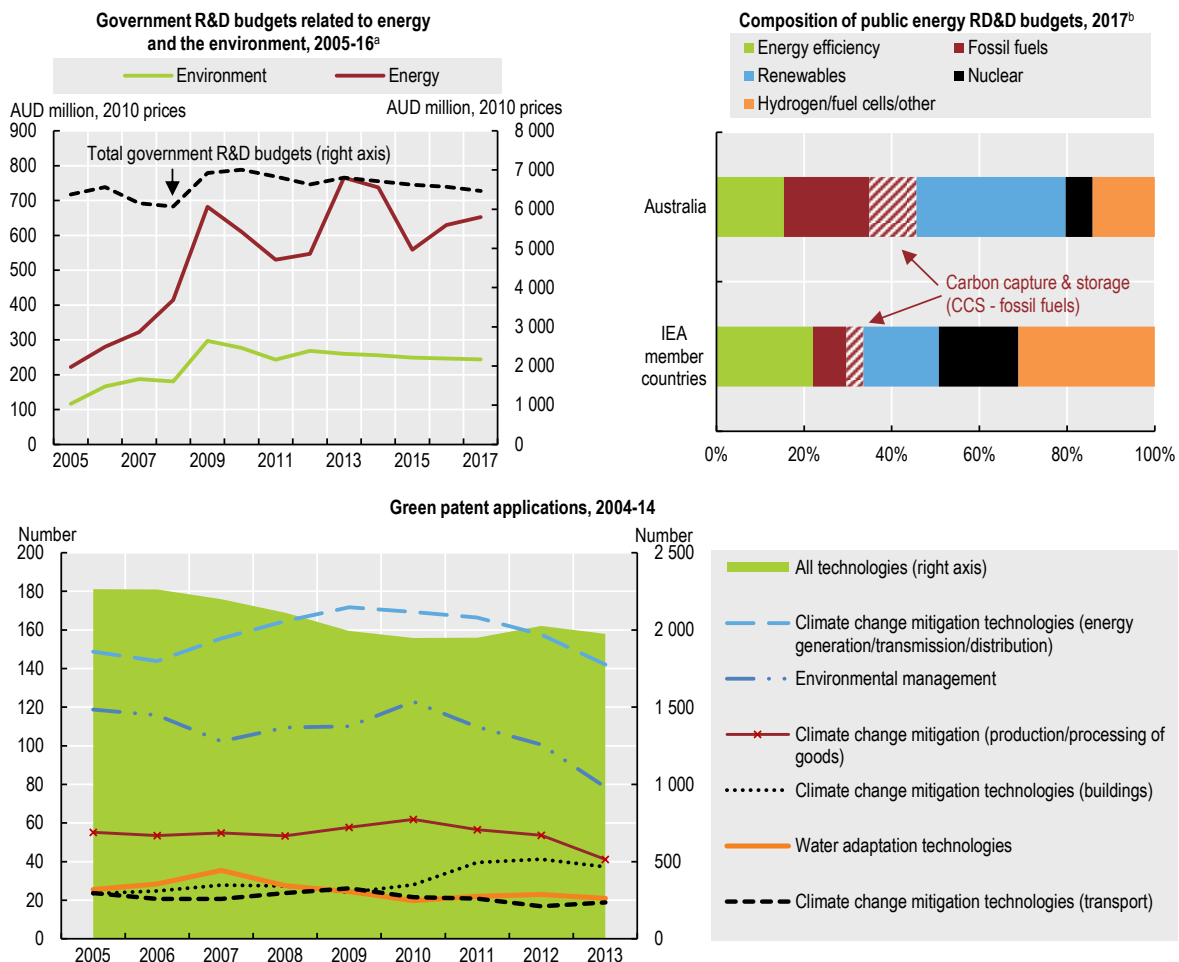 Government R&D budgets related to energy
and the environment, 2005-16ᵃ
Environment
Energy
AUD million, 2010 prices
AUD million, 2010 prices
900
800
700
600
500
400
300
200
100
0
Total government R&D budgets (right axis)
8 000
7 000
6 000
5 000
4 000
3 000
2 000
1 000
0
2005 2007 2009 2011 2013 2015 2017
Composition of public energy RD&D budgets, 2017ᵇ
Energy efficiency
Fossil fuels
Renewables
Nuclear
Hydrogen/fuel cells/other
Australia
Carbon capture & storage
(CCS - fossil fuels)
IEA
member
countries
0% 20% 40% 60% 80% 100%
Green patent applications, 2004-14
Number
Number
200
180
160
140
120
100
80
60
40
20
0
2 500
2 000
1 500
1 000
500
0
2005 2006 2007 2008 2009 2010 2011 2012 2013
All technologies (right axis)
Climate change mitigation technologies (energy
generation/transmission/distribution)
Environmental management
Climate change mitigation (production/processing of
goods)
Climate change mitigation technologies (buildings)
Water adaptation technologies
Climate change mitigation technologies (transport)